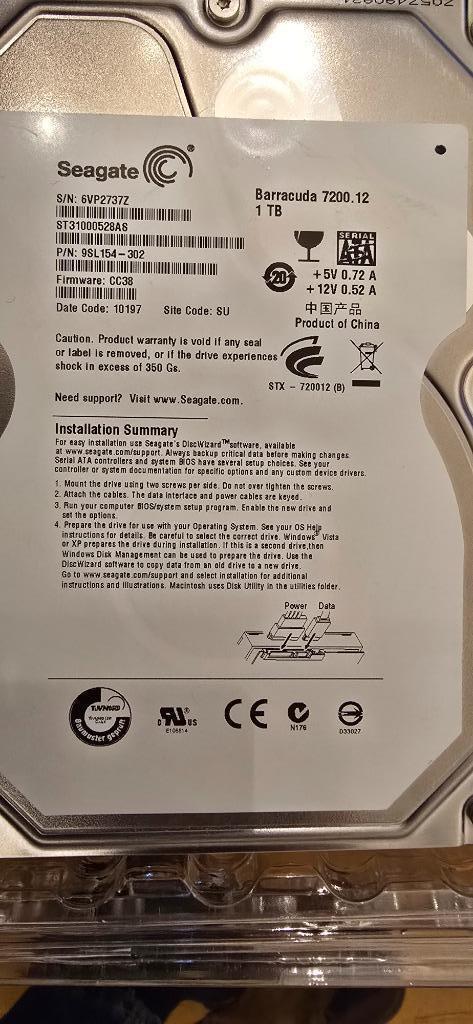 Seagate®
S/N: 6VP2737Z
ST31000528AS
P/N: 9SL154-302
Firmware: CC38
Date Code: 10197 Site Code: SU
Barracuda 7200.12
1 TB
SERIAL
ATA
20
+5V 0.72 A
+12V 0.52 A
中国产品
Product of China
Caution. Product warranty is void if any seal
or label is removed, or if the drive experiences
shock in excess of 350 Gs.
STX - 720012 (B)
Need support? Visit www.Seagate.com.
Installation Summary
For easy installation use Seagate's DiscWizard™software, available
at www.seagate.com/support. Always backup critical data before making changes.
Serial ATA controllers and system BIOS have several setup choices. See your
controller or system documentation for specific options and any custom device drivers.
1. Mount the drive using two screws per side. Do not over tighten the screws.
2. Attach the cables. The data interface and power cables are keyed.
3. Run your computer BIOS/system setup program. Enable the new drive and
set the options.
4. Prepare the drive for use with your Operating System. See your OS Help
instructions for details. Be careful to select the correct drive. Windows® Vista
or XP prepares the drive during installation. If this is a second drive,then
Windows Disk Management can be used to prepare the drive. Use the
DiscWizard software to copy data from an old drive to a new drive.
Go to www.seagate.com/support and select installation for additional
instructions and illustrations. Macintosh uses Disk Utility in the utilities folder.
Power Data
TUVNORD
Baumuster geprüft
c RU ® US
E106814
CE
N176
D33027